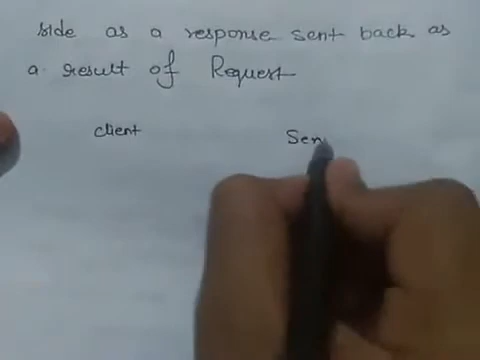 side as a response sent back as
a result of Request
client Ser